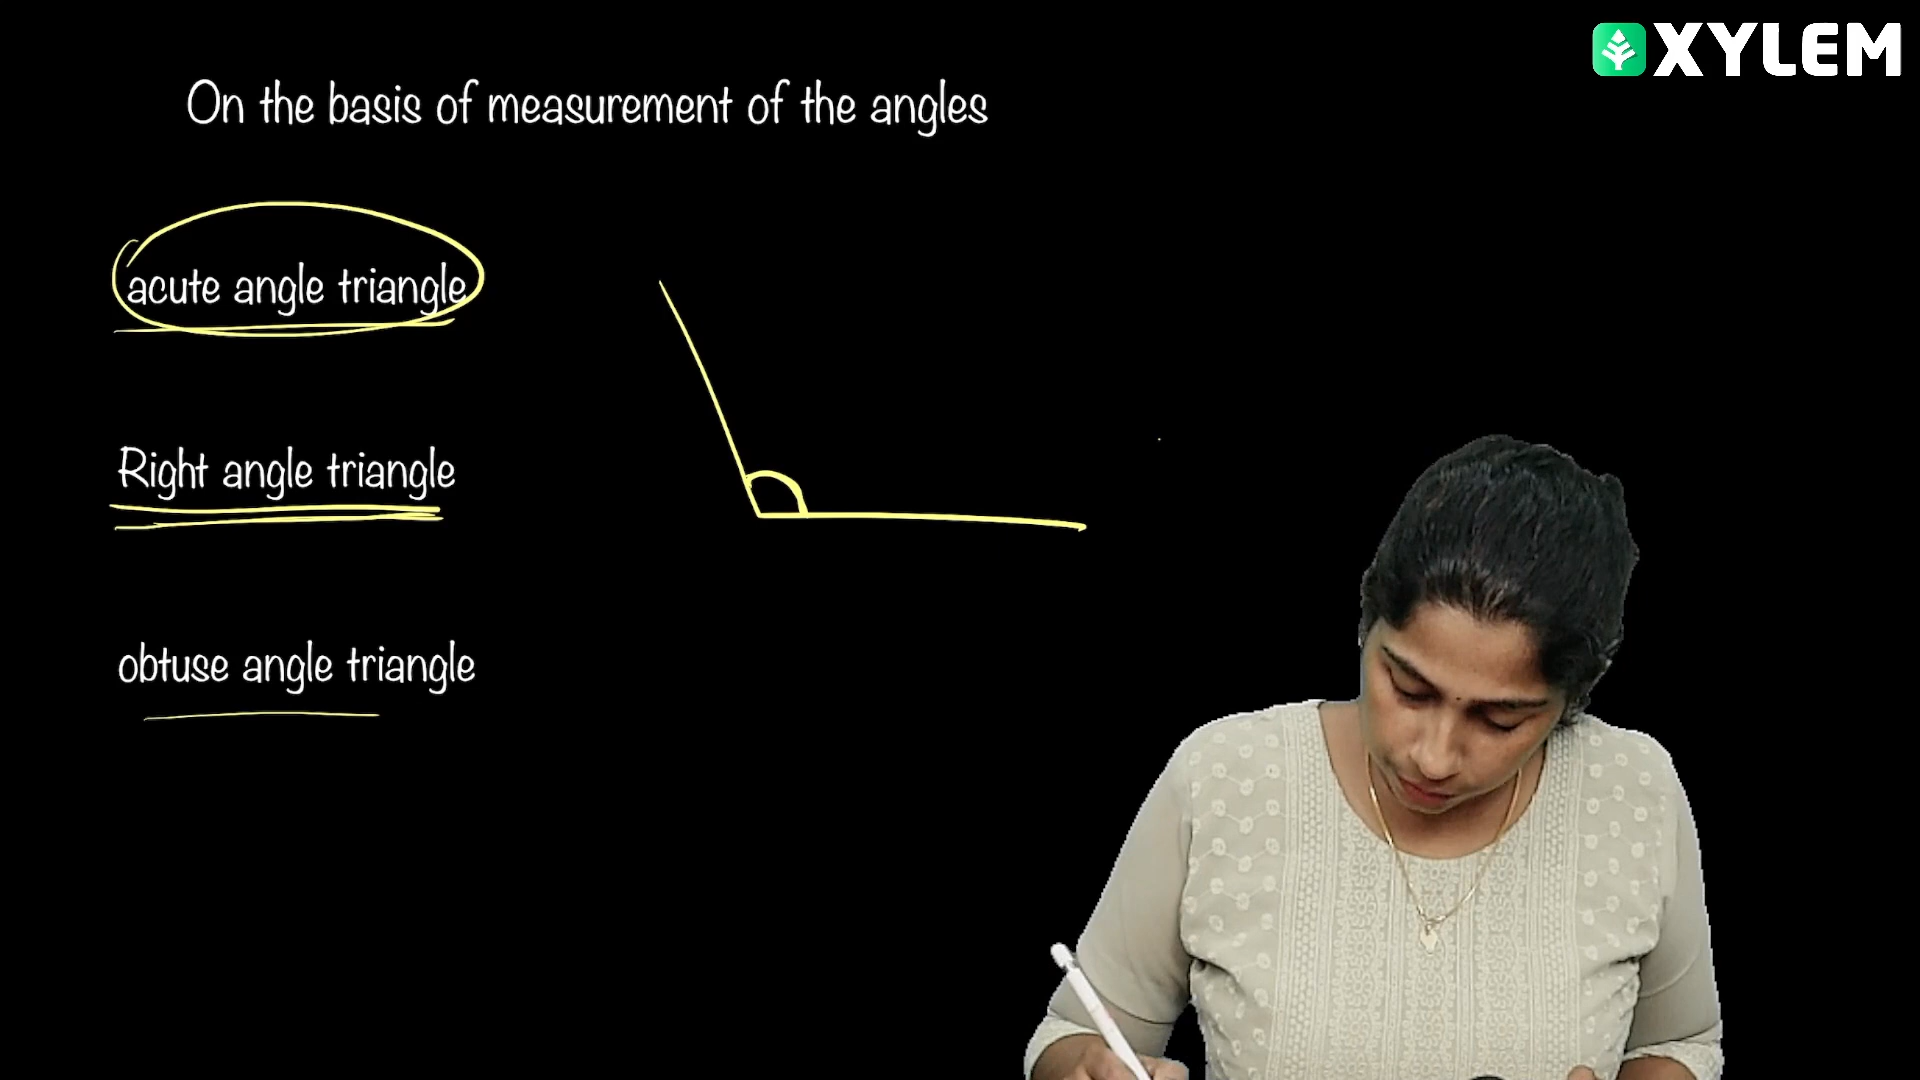 XYLEM
On the basis of measurement of the angles
acute angle triangle
Right angle triangle
obtuse angle triangle